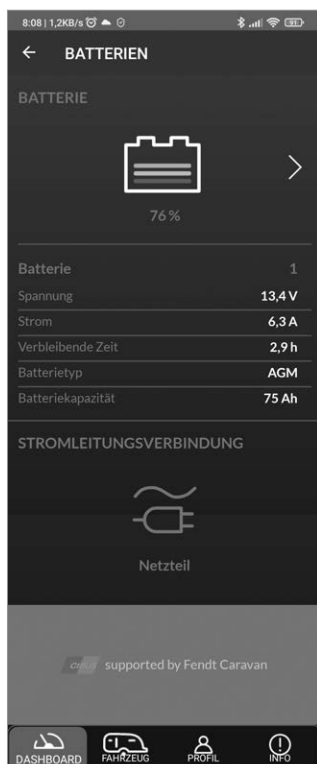 8:08 | 1,2KB/s
91
BATTERIEN
BATTERIE
76 %
Batterie 1
Spannung 13,4 V
Strom 6,3 A
Verbleibende Zeit 2,9 h
Batterietyp AGM
Batteriekapazität 75 Ah
STROMLEITUNGSVERBINDUNG
Netzteil
supported by Fendt Caravan
DASHBOARD FAHRZEUG PROFIL INFO